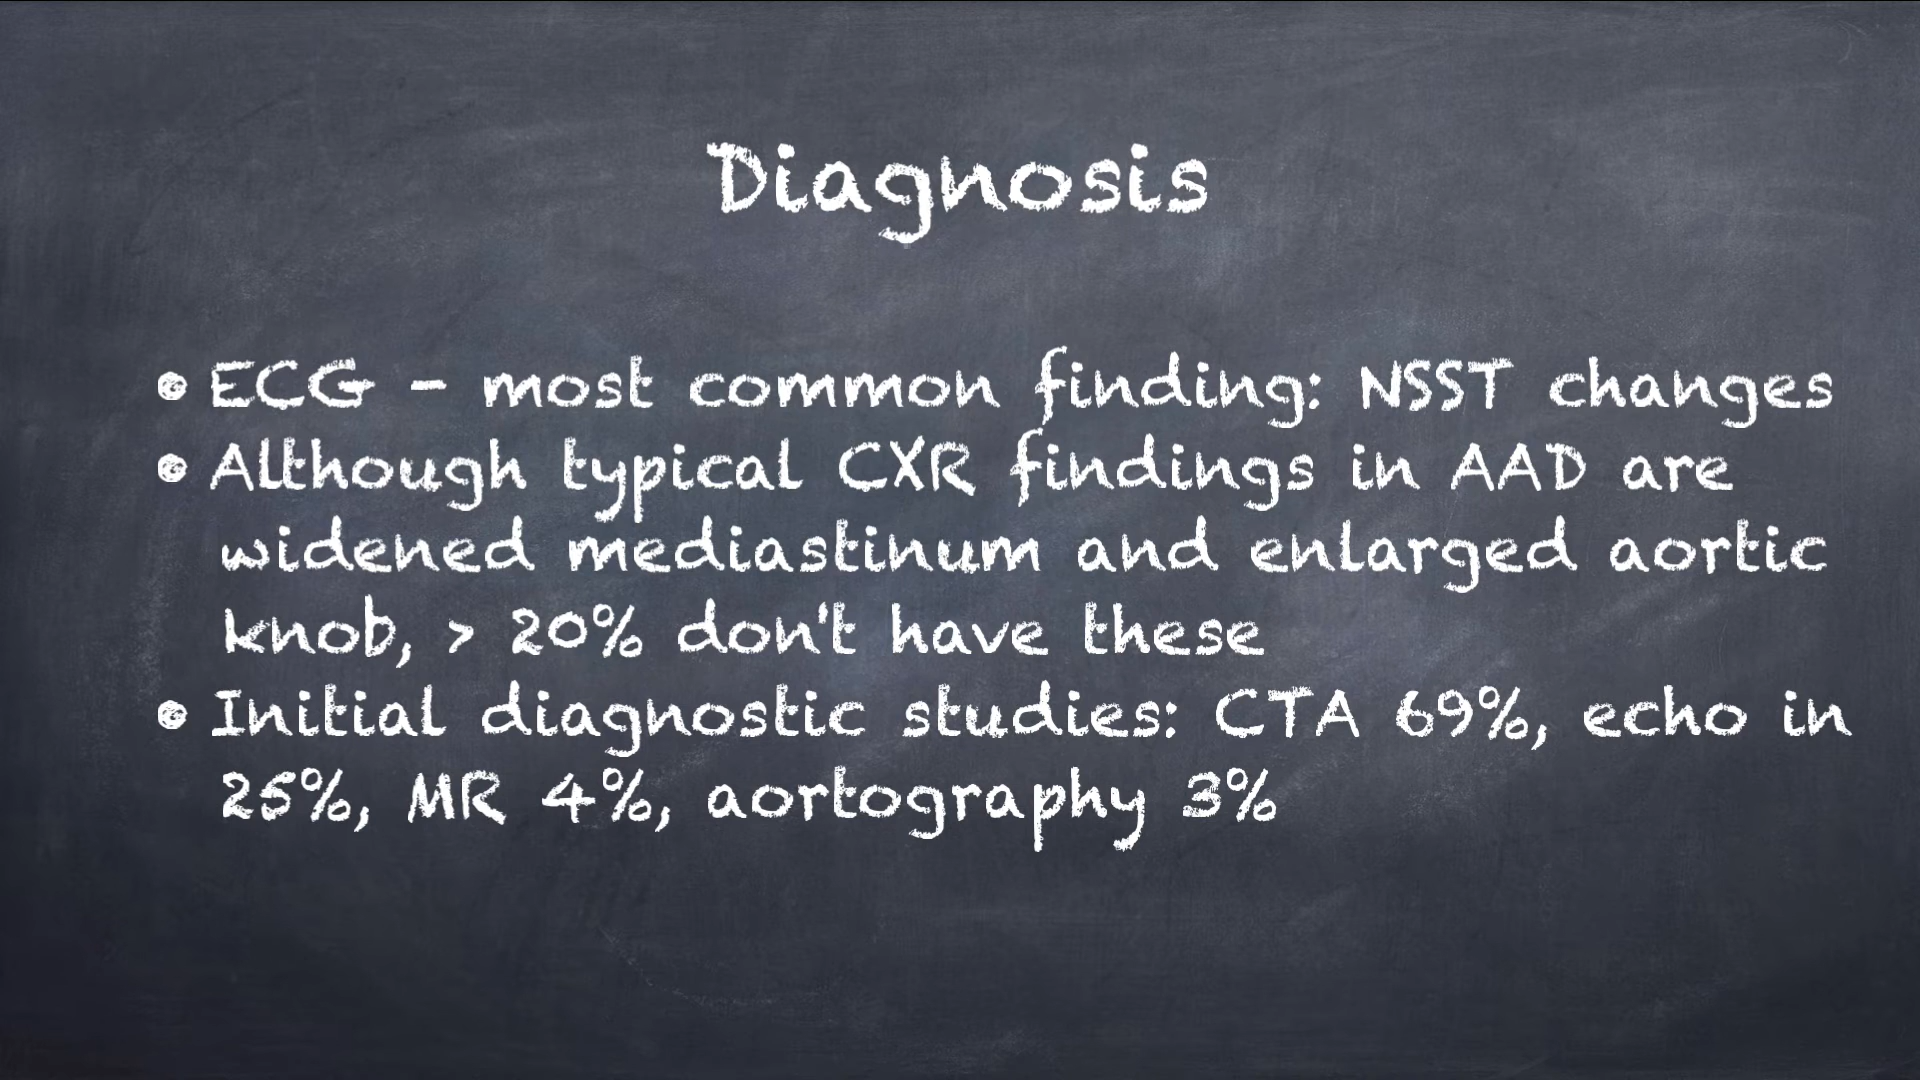 Diagnosis
• ECG - most common finding: NSST changes
• Although typical CXR findings in AAD are
widened mediastinum and enlarged aortic
knob, > 20% don't have these
• Initial diagnostic studies: CTA 69%, echo in
25%, MR 4%, aortography 3%